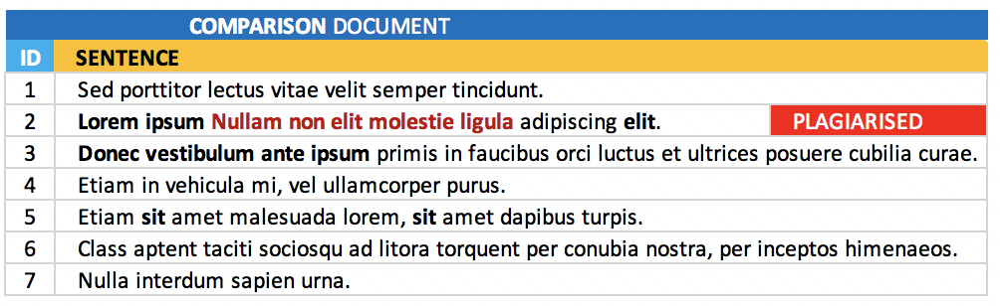 COMPARISON DOCUMENT
ID SENTENCE
1 Sed porttitor lectus vitae velit semper tincidunt.
2 Lorem ipsum Nullam non elit molestie ligula adipiscing elit. PLAGIARISED
3 Donec vestibulum ante ipsum primis in faucibus orci luctus et ultrices posuere cubilia curae.
4 Etiam in vehicula mi, vel ullamcorper purus.
5 Etiam sit amet malesuada lorem, sit amet dapibus turpis.
6 Class aptent taciti sociosqu ad litora torquent per conubia nostra, per inceptos himenaeos.
7 Nulla interdum sapien urna.